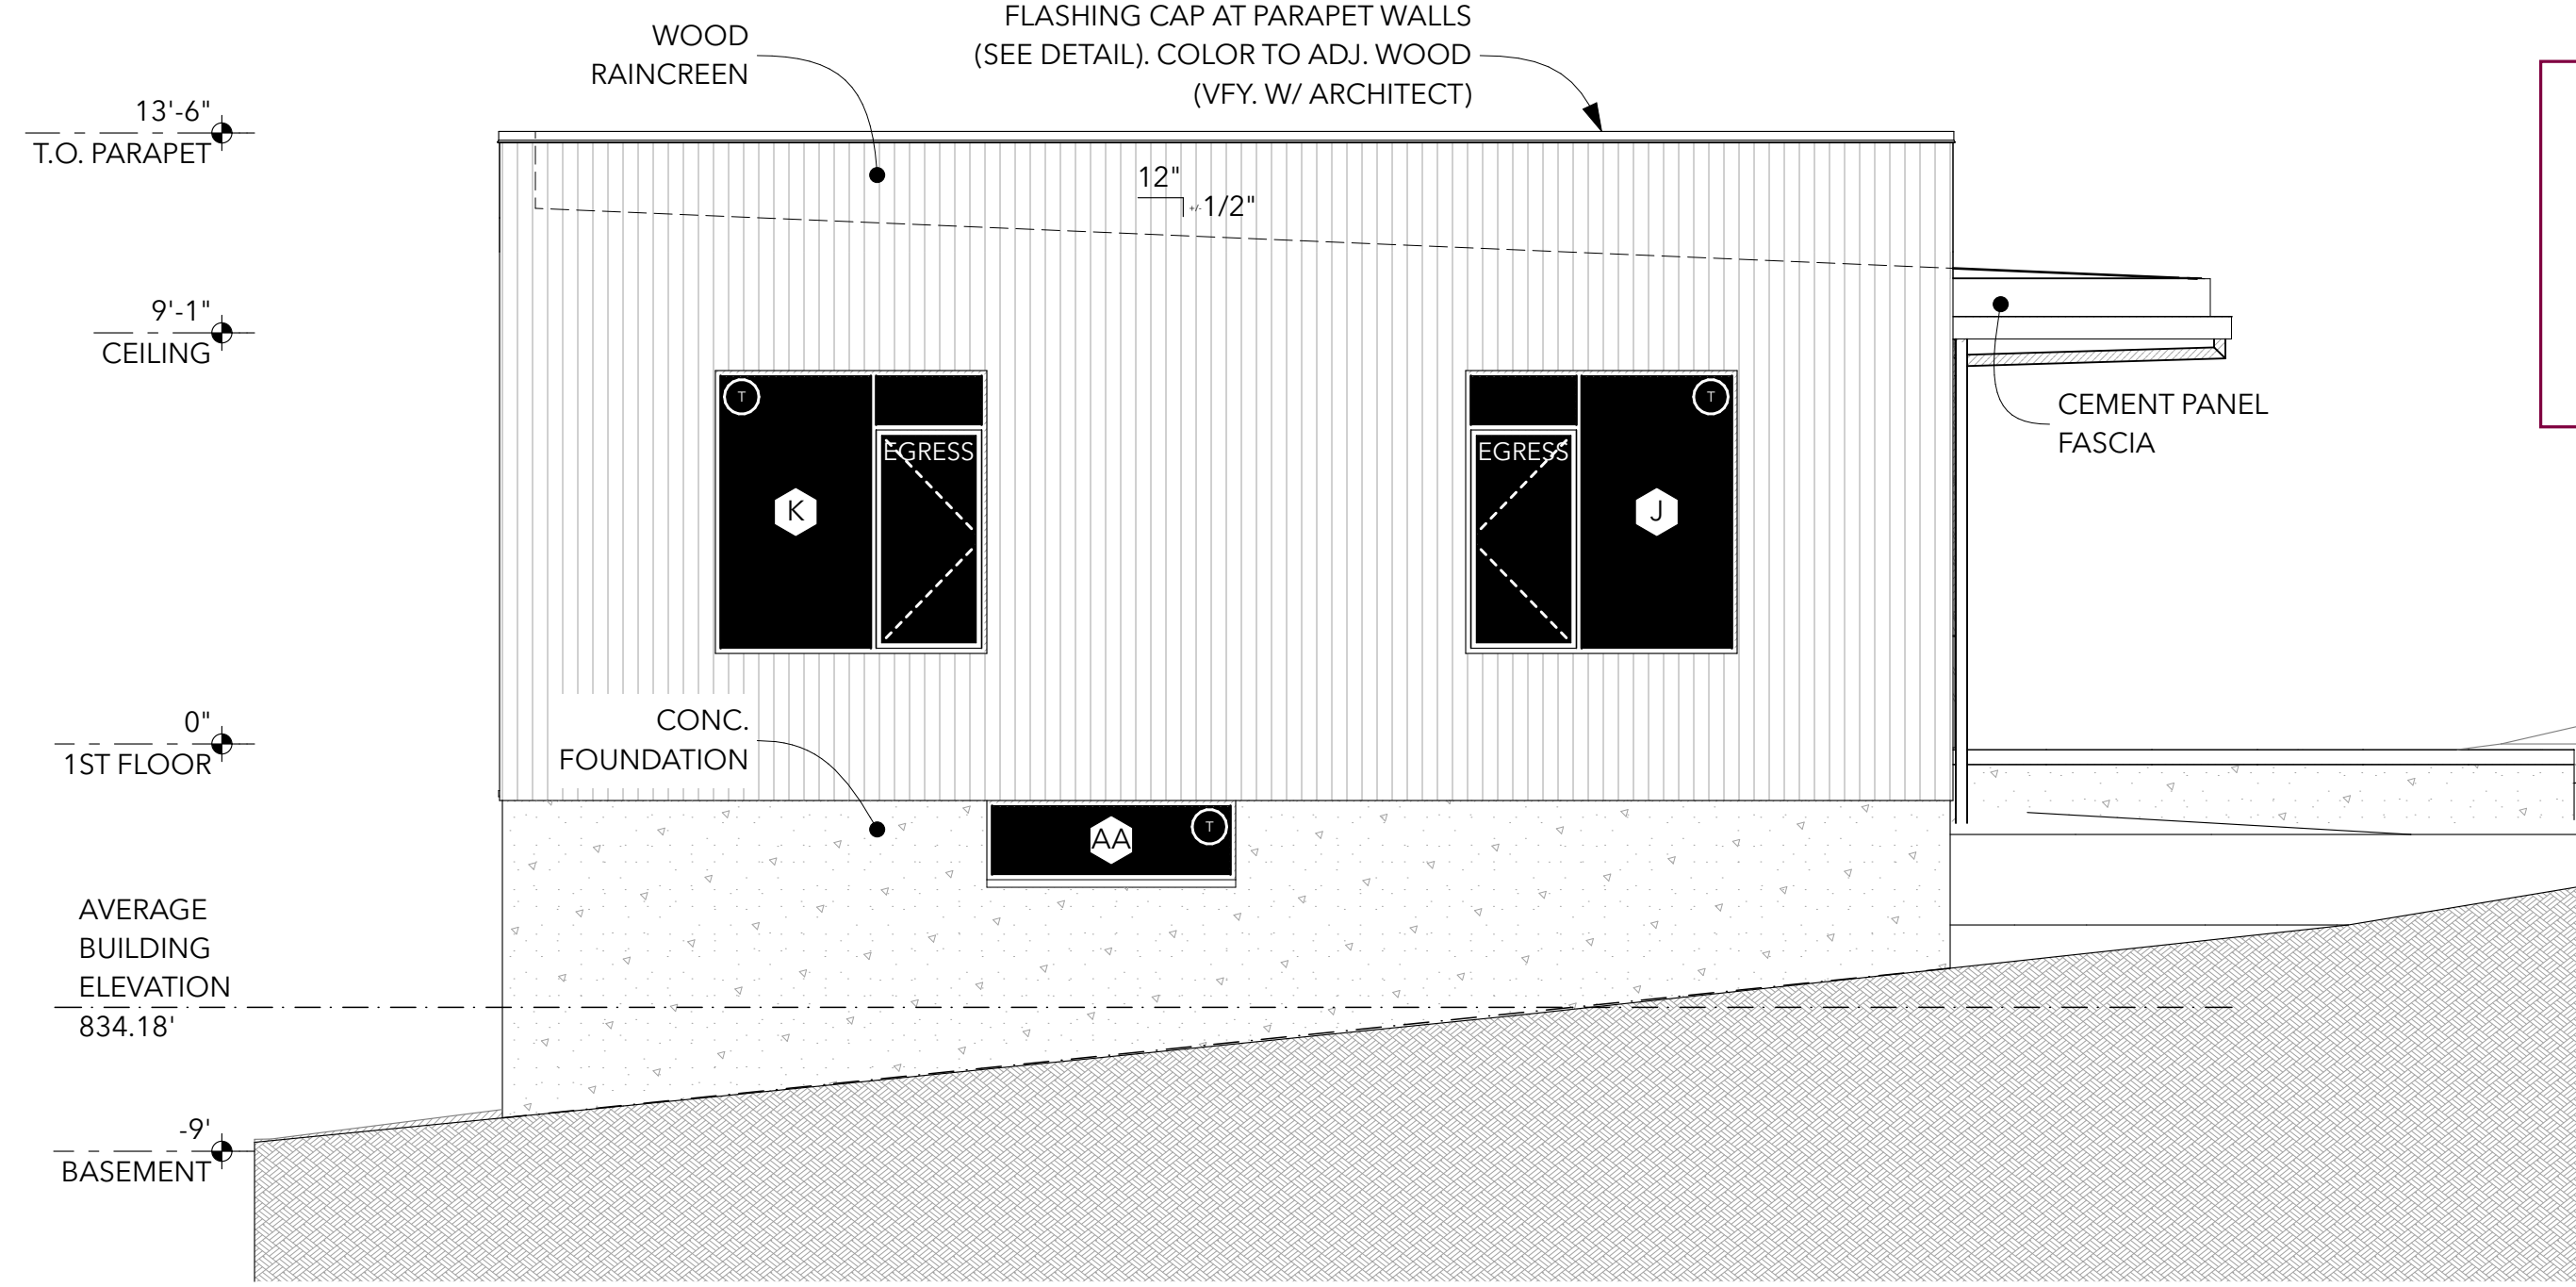 FLASHING CAP AT PARAPET WALLS
(SEE DETAIL). COLOR TO ADJ. WOOD
(VFY. W/ ARCHITECT)
WOOD
RAINCREEN
13'-6"
T.O. PARAPET
12"
+/- 1/2"
9'-1"
CEILING
CEMENT PANEL
FASCIA
T
T
EGRESS
EGRESS
K
J
0"
1ST FLOOR
CONC.
FOUNDATION
AA
T
AVERAGE
BUILDING
ELEVATION
834.18'
-9'
BASEMENT